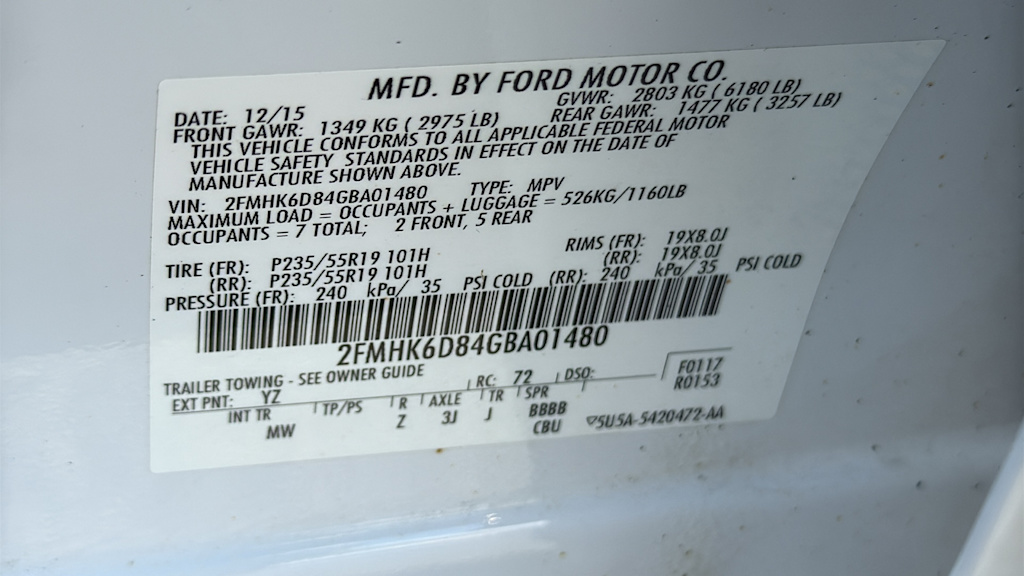 MFD. BY FORD MOTOR CO.
DATE: 12/15 GVWR: 2803 KG ( 6180 LB)
FRONT GAWR: 1349 KG ( 2975 LB) REAR GAWR: 1477 KG ( 3257 LB)
THIS VEHICLE CONFORMS TO ALL APPLICABLE FEDERAL MOTOR
VEHICLE SAFETY STANDARDS IN EFFECT ON THE DATE OF
MANUFACTURE SHOWN ABOVE.
VIN: 2FMHK6D84GBA01480 TYPE: MPV
MAXIMUM LOAD = OCCUPANTS + LUGGAGE = 526KG/1160LB
OCCUPANTS = 7 TOTAL; 2 FRONT, 5 REAR
TIRE (FR): P235/55R19 101H RIMS (FR): 19X8.0J
(RR): P235/55R19 101H (RR): 19X8.0J
PRESSURE (FR): 240 kPa/ 35 PSI COLD (RR): 240 kPa/ 35 PSI COLD
2FMHK6D84GBA01480
TRAILER TOWING - SEE OWNER GUIDE
EXT PNT: YZ RC: 72 DSO: F0117
R0153
INT TR TP/PS R AXLE TR SPR
MW Z 3J J BBBB
CBU ▽5U5A-5420472-AA